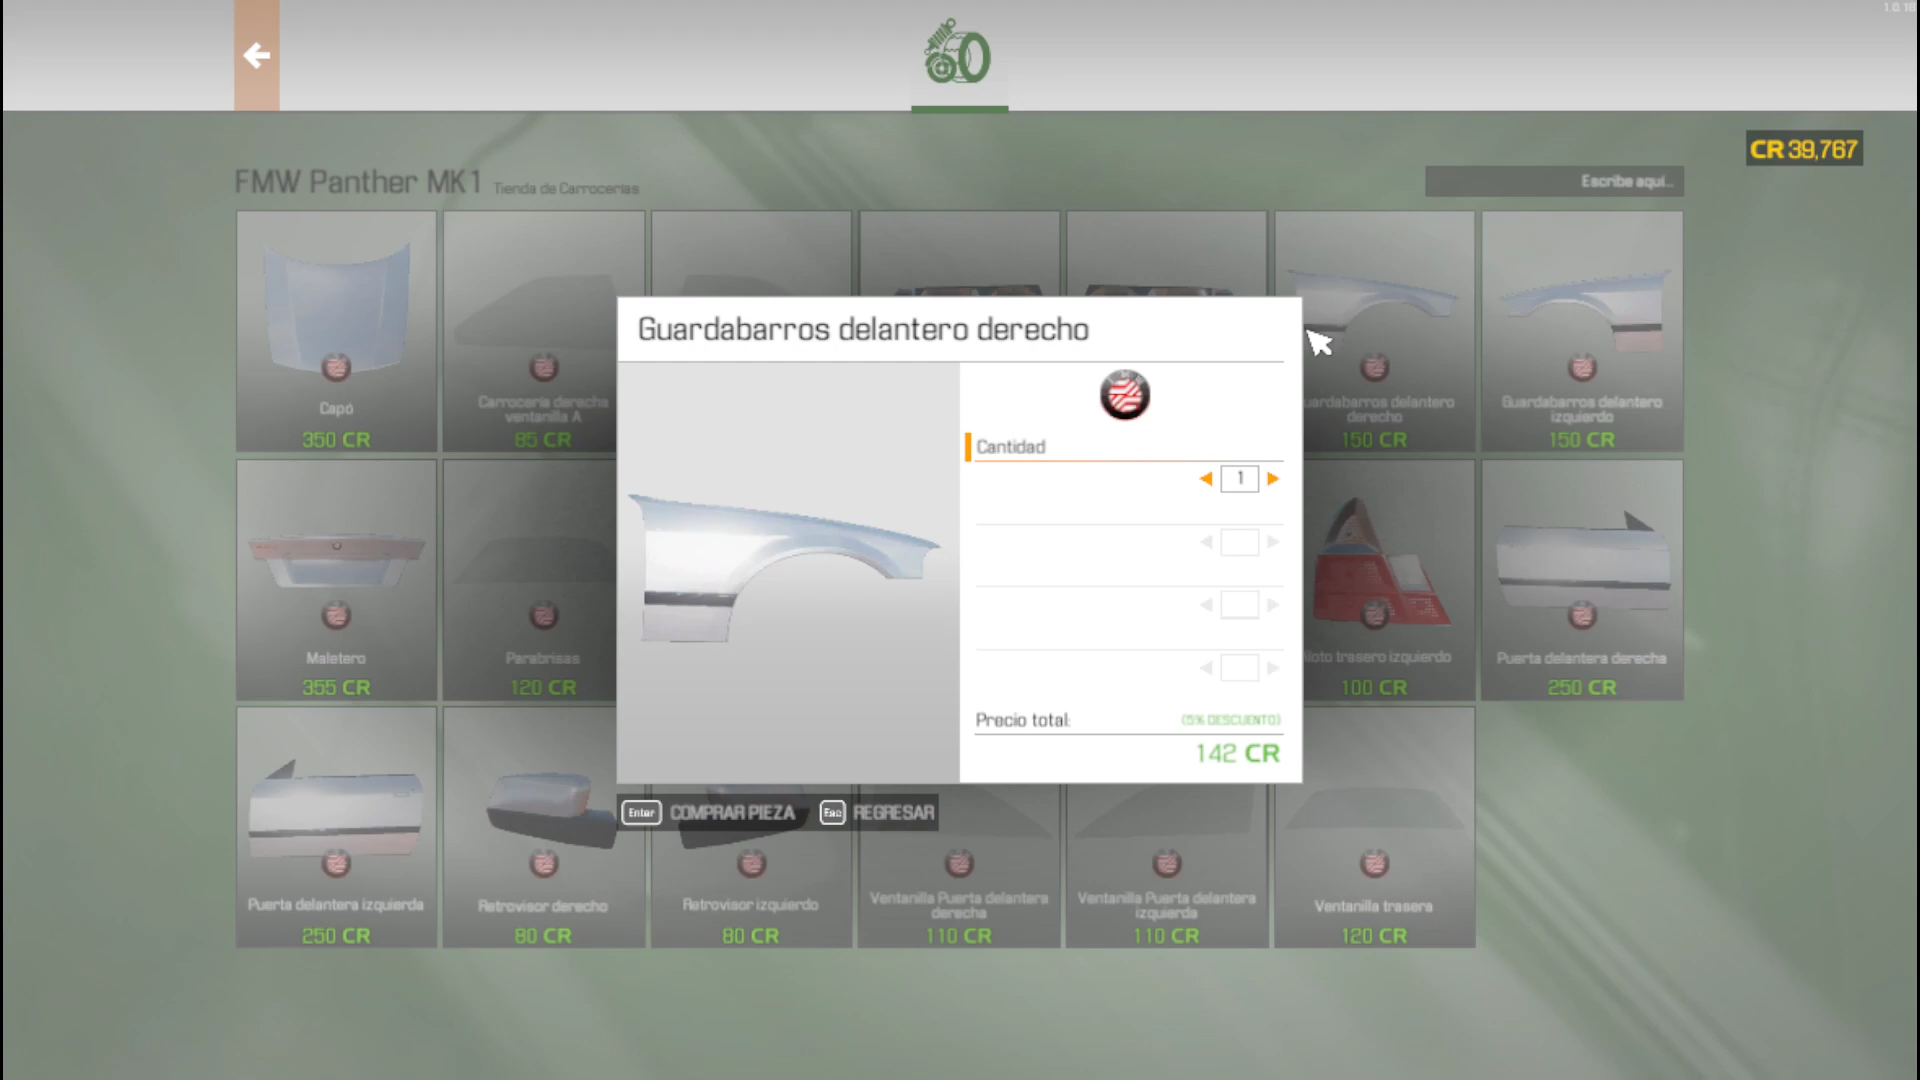 1.0.18
CR 39,767
FMW Panther MK1 Tienda de Carrocerías
Escribe aquí...
Capó
350 CR
Carrocería derecha
ventanilla A
85 CR
delantero
derecho
150 CR
Guardabarros delantero
izquierdo
150 CR
Guardabarros delantero derecho
Cantidad
1
Precio total:
(5% DESCUENTO)
142 CR
Enter COMPRAR PIEZA Esc REGRESAR
Maletero
355 CR
Parabrisas
120 CR
trasero izquierdo
100 CR
Puerta delantera derecha
250 CR
Puerta delantera izquierda
250 CR
Retrovisor derecho
80 CR
Retrovisor izquierdo
80 CR
Ventanilla Puerta delantera
derecha
110 CR
Ventanilla Puerta delantera
izquierda
110 CR
Ventanilla trasera
120 CR